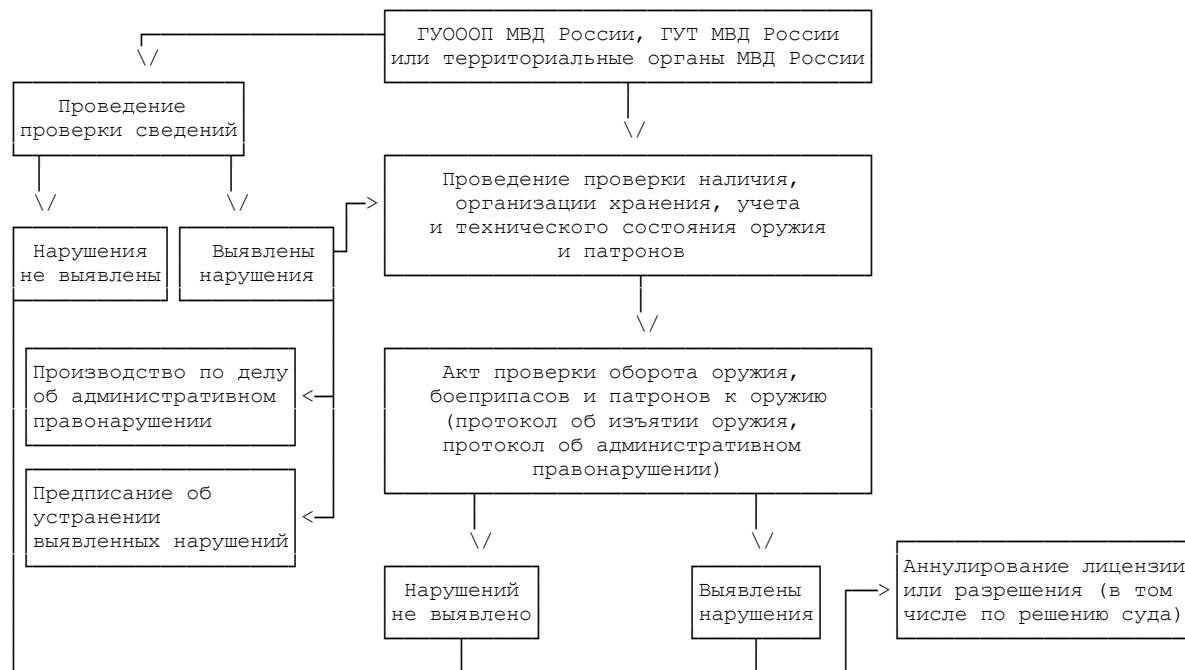 ГУОООП МВД России, ГУТ МВД России
или территориальные органы МВД России
Проведение
проверки сведений
Проведение проверки наличия,
организации хранения, учета
и технического состояния оружия
и патронов
Нарушения
не выявлены
Выявлены
нарушения
Производство по делу
об административном
правонарушении
Акт проверки оборота оружия,
боеприпасов и патронов к оружию
(протокол об изъятии оружия,
протокол об административном
правонарушении)
Предписание об
устранении
выявленных нарушений
Нарушений
не выявлено
Выявлены
нарушения
Аннулирование лицензии
или разрешения (в том
числе по решению суда)